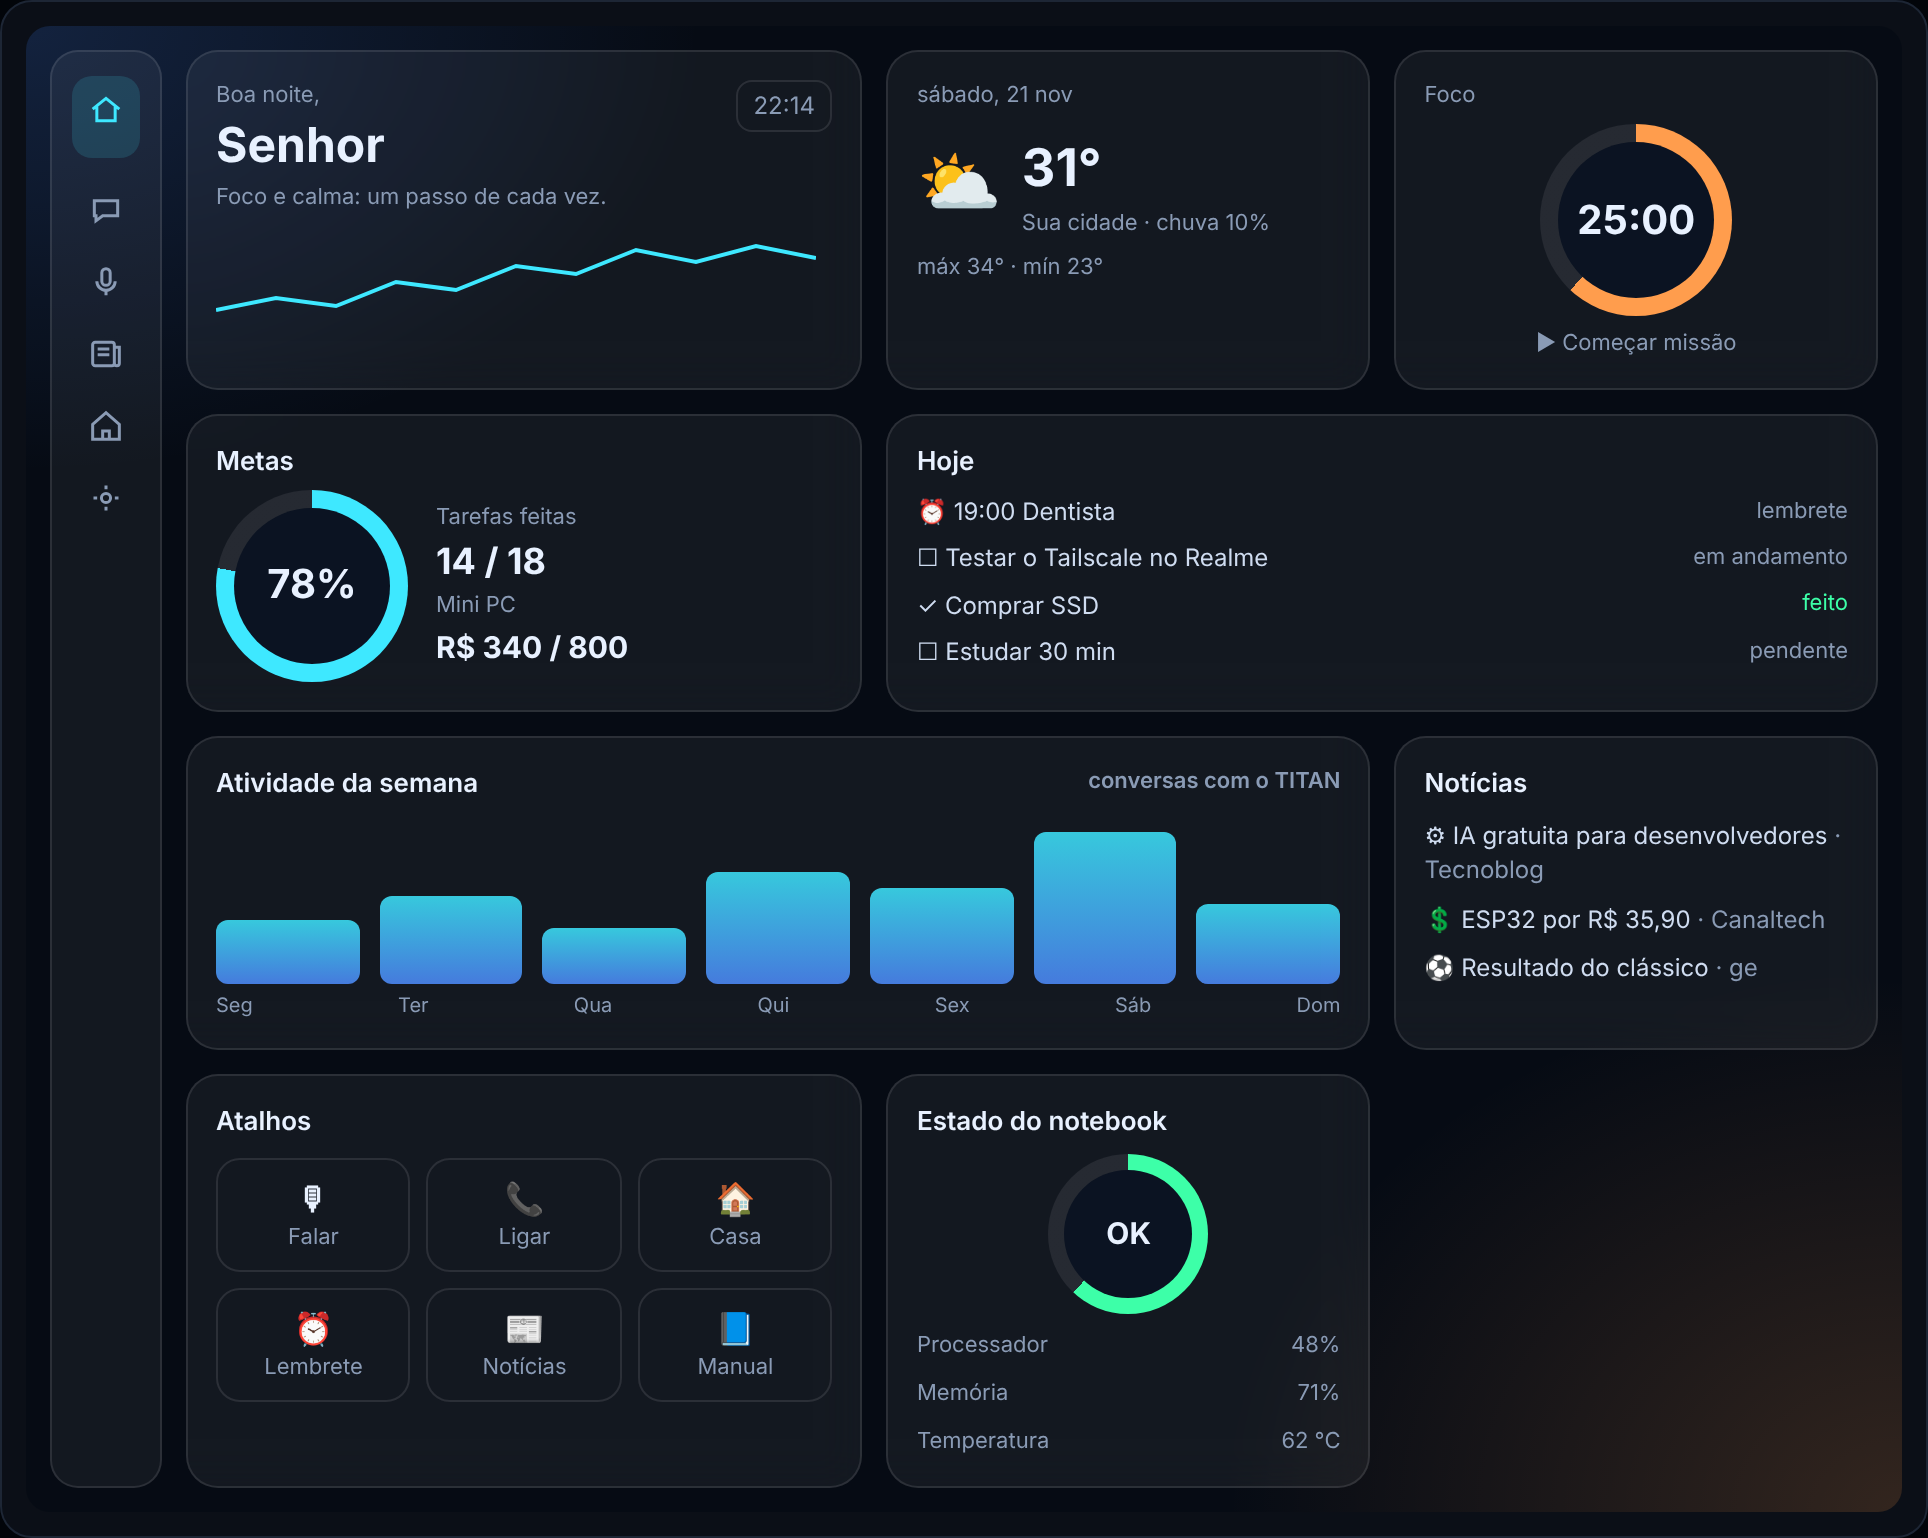 Boa noite,
22:14
Senhor
Foco e calma: um passo de cada vez.
sábado, 21 nov
31°
Sua cidade · chuva 10%
máx 34° · mín 23°
Foco
25:00
▶ Começar missão
Metas
78%
Tarefas feitas
14 / 18
Mini PC
R$ 340 / 800
Hoje
⏰ 19:00 Dentista lembrete
☐ Testar o Tailscale no Realme em andamento
✓ Comprar SSD feito
☐ Estudar 30 min pendente
Atividade da semana conversas com o TITAN
Seg Ter Qua Qui Sex Sáb Dom
Notícias
⚙ IA gratuita para desenvolvedores ·
Tecnoblog
💲 ESP32 por R$ 35,90 · Canaltech
⚽ Resultado do clássico · ge
Atalhos
Falar Ligar Casa
Lembrete Notícias Manual
Estado do notebook
OK
Processador 48%
Memória 71%
Temperatura 62 °C